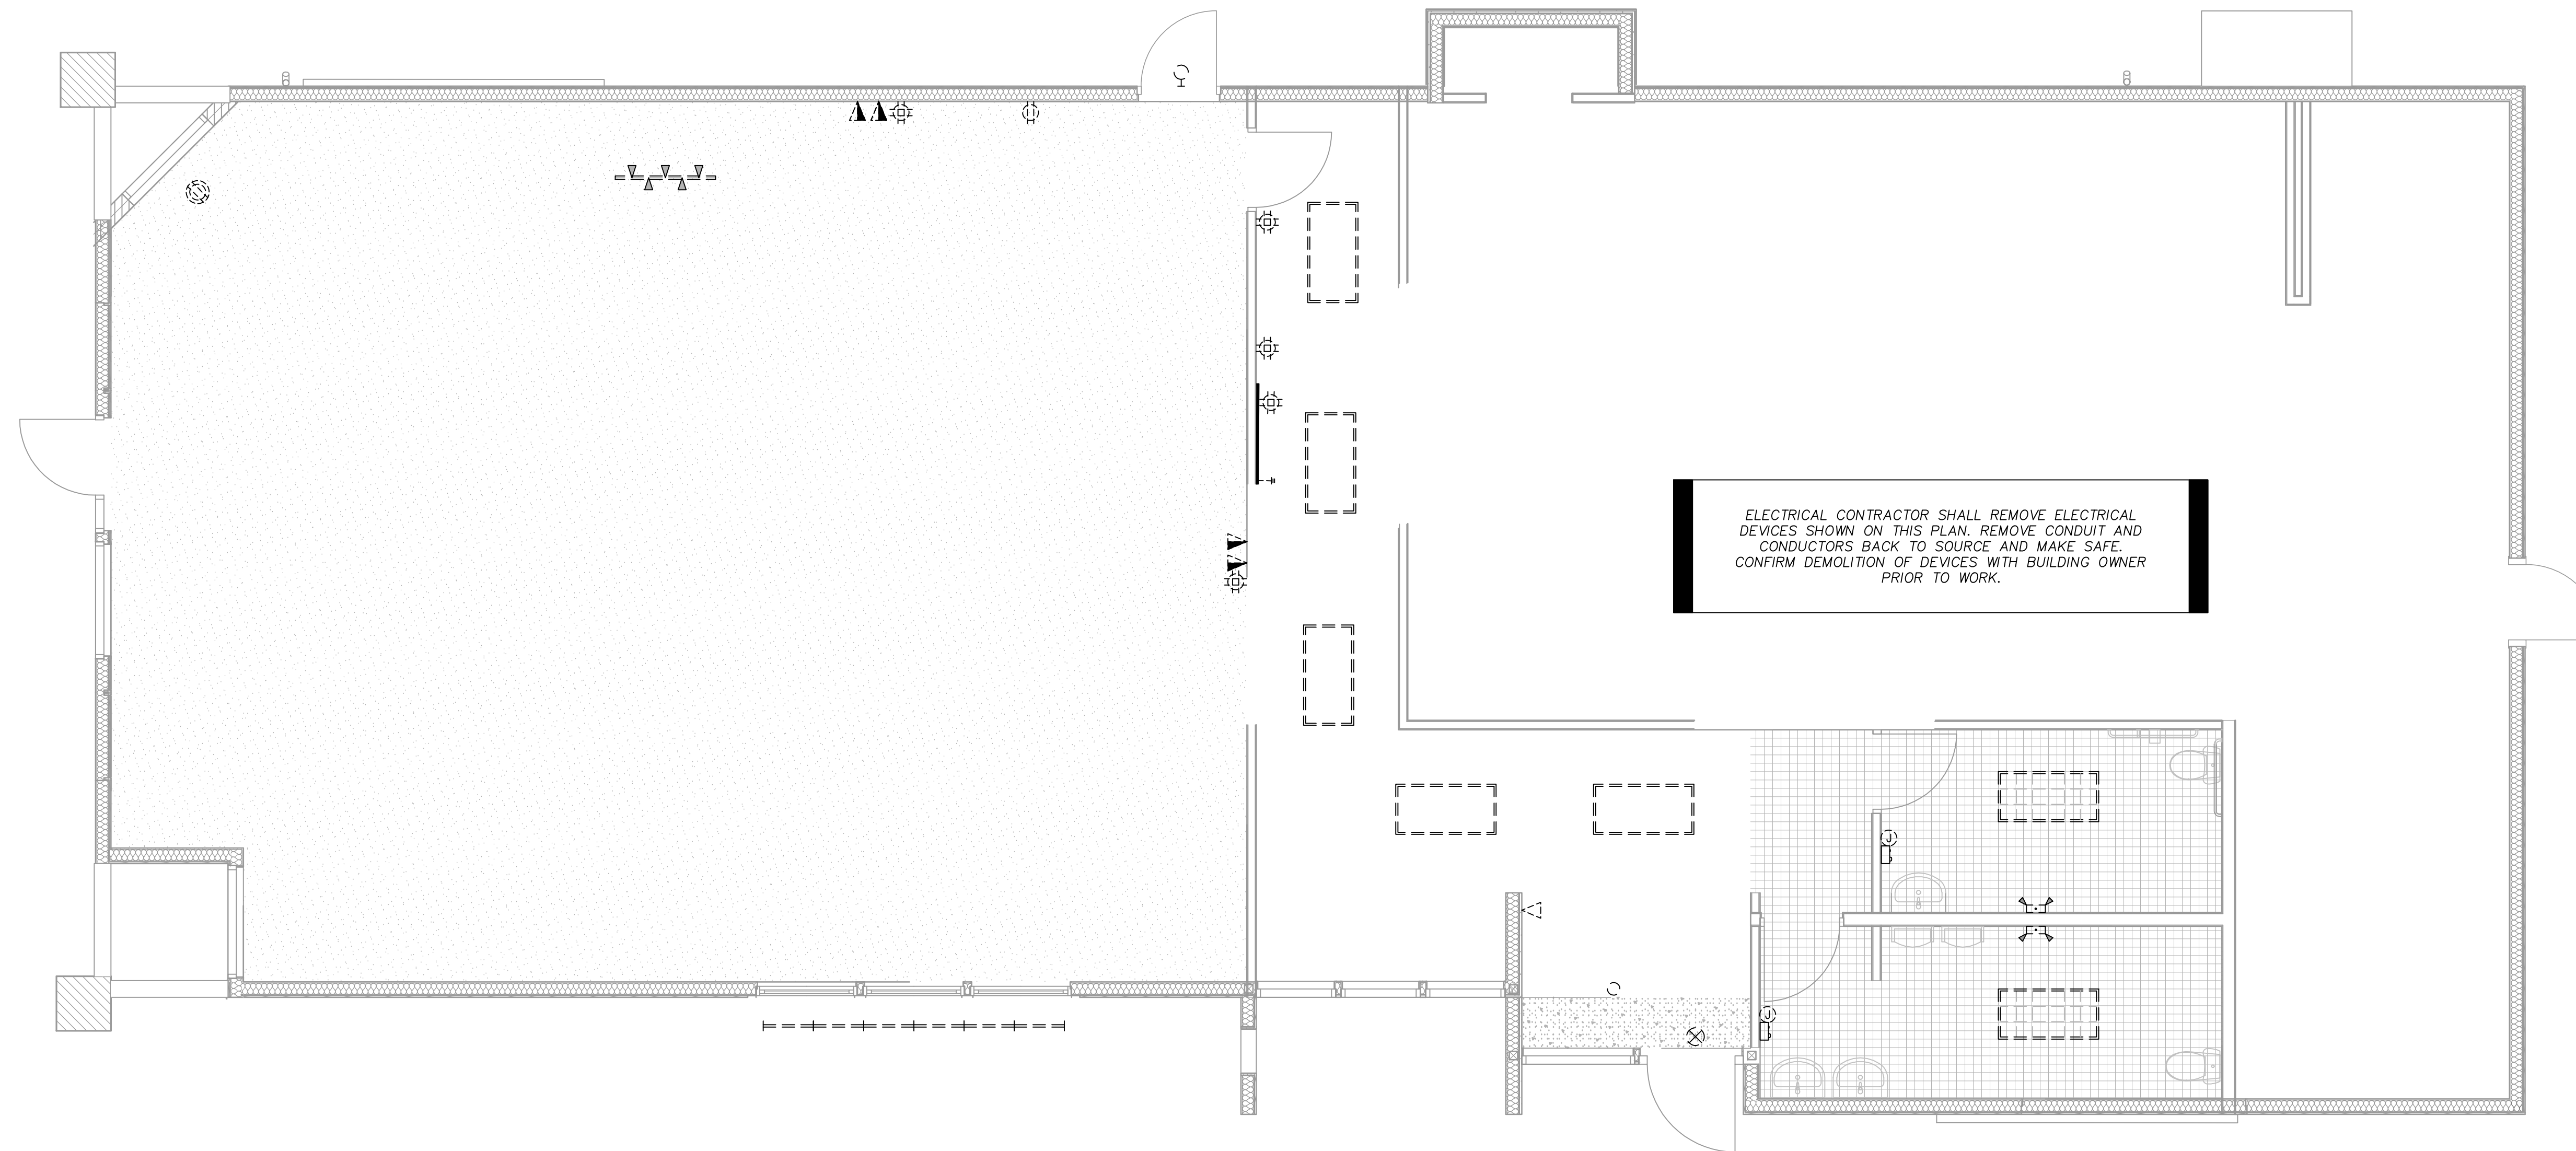 ELECTRICAL CONTRACTOR SHALL REMOVE ELECTRICAL
DEVICES SHOWN ON THIS PLAN. REMOVE CONDUIT AND
CONDUCTORS BACK TO SOURCE AND MAKE SAFE.
CONFIRM DEMOLITION OF DEVICES WITH BUILDING OWNER
PRIOR TO WORK.
J
J